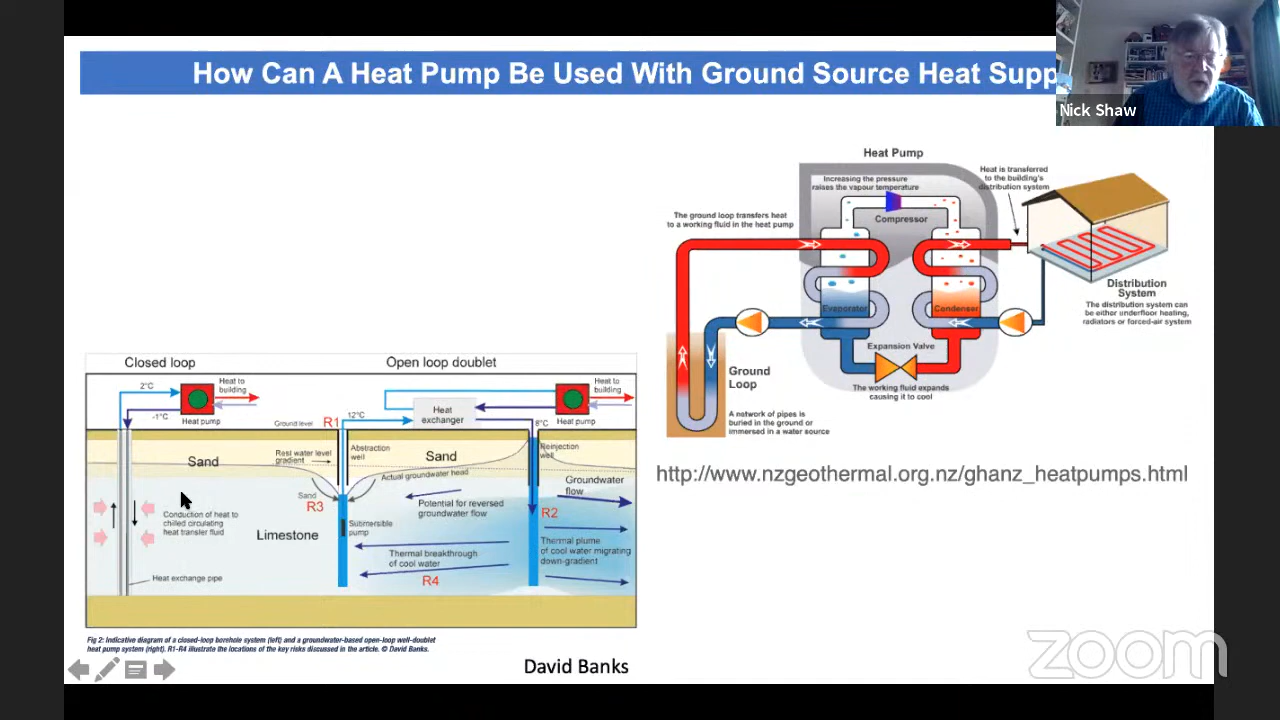 How Can A Heat Pump Be Used With Ground Source Heat Supp
Nick Shaw
Heat Pump
Increasing the pressure
raises the vapour temperature
Heat is transferred
to the building's
distribution system
The ground loop transfers heat
to a working fluid in the heat pump
Compressor
Evaporator
Condenser
Distribution
System
The distribution system can
be either underfloor heating,
radiators or forced-air system
Expansion Valve
The working fluid expands
causing it to cool
Ground
Loop
A network of pipes is
buried in the ground or
immersed in a water source
http://www.nzgeothermal.org.nz/ghanz_heatpumps.html
Closed loop
Open loop doublet
2°C
-1°C
Heat to
building
Heat pump
Ground level
R1
12°C
Heat
exchanger
8°C
Heat to
building
Heat pump
Sand
Rest water level
gradient
Abstraction
well
Sand
Actual groundwater head
Reinjection
well
Sand
R3
Groundwater
flow
Potential for reversed
groundwater flow
R2
Conduction of heat to
chilled circulating
heat transfer fluid
Limestone
Submersible
pump
Thermal breakthrough
of cool water
R4
Thermal plume
of cool water migrating
down-gradient
Heat exchange pipe
Fig 2: Indicative diagram of a closed-loop borehole system (left) and a groundwater-based open-loop well-doublet
heat pump system (right). R1-R4 illustrate the locations of the key risks discussed in the article. © David Banks.
David Banks
zoom